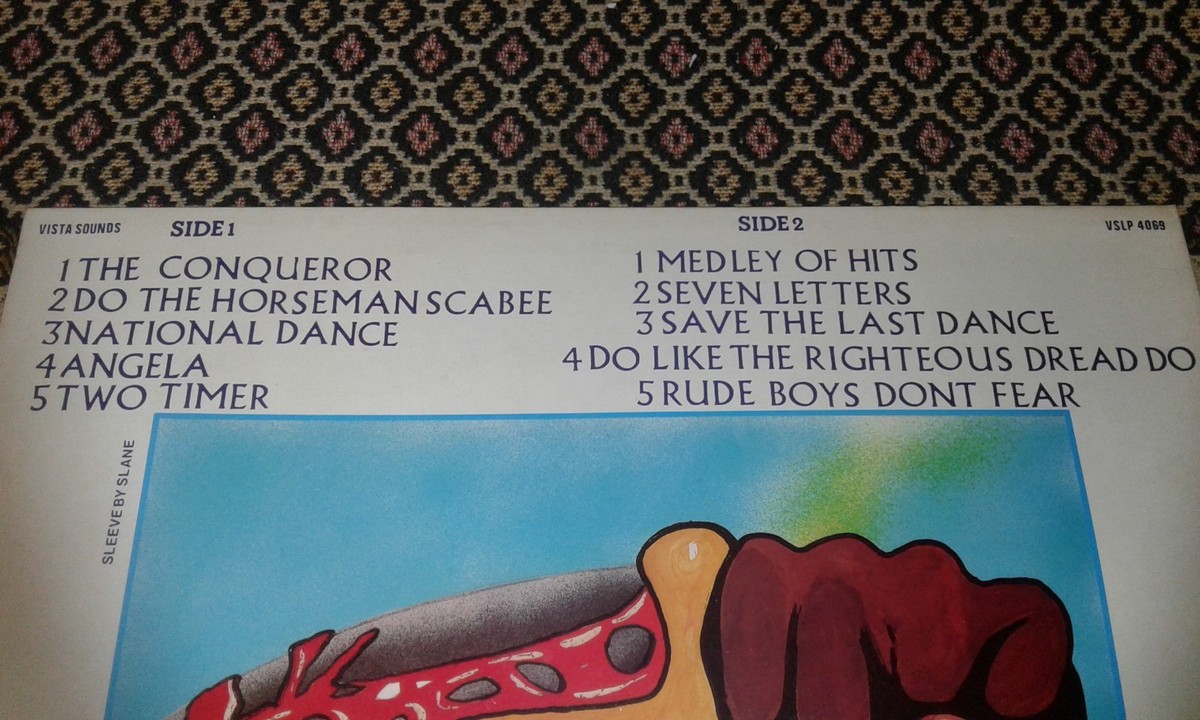 VISTA SOUNDS
SIDE 1
1 THE CONQUEROR
2 DO THE HORSEMAN SCABEE
3 NATIONAL DANCE
4 ANGELA
5 TWO TIMER
SIDE 2
VSLP 4069
1 MEDLEY OF HITS
2 SEVEN LETTERS
3 SAVE THE LAST DANCE
4 DO LIKE THE RIGHTEOUS DREAD DO
5 RUDE BOYS DONT FEAR
SLEEVE BY SLANE